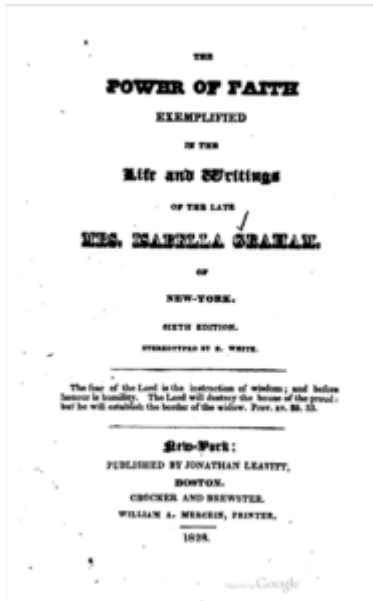 THE
POWER OF FAITH
EXEMPLIFIED
IN THE
Life and Writings
OF THE LATE
MRS. ISABELLA GRAHAM.
OF
NEW-YORK.
SIXTH EDITION.
STEREOTYPED BY E. WHITE.
The fear of the Lord is the instruction of wisdom; and before
honour is humility. The Lord will destroy the house of the proud:
but he will establish the border of the widow. Prov. xv. 33.
New-York:
PUBLISHED BY JONATHAN LEAVITT,
BOSTON.
CROCKER AND BREWSTER.
WILLIAM A. MERCEIN, PRINTER,
Google